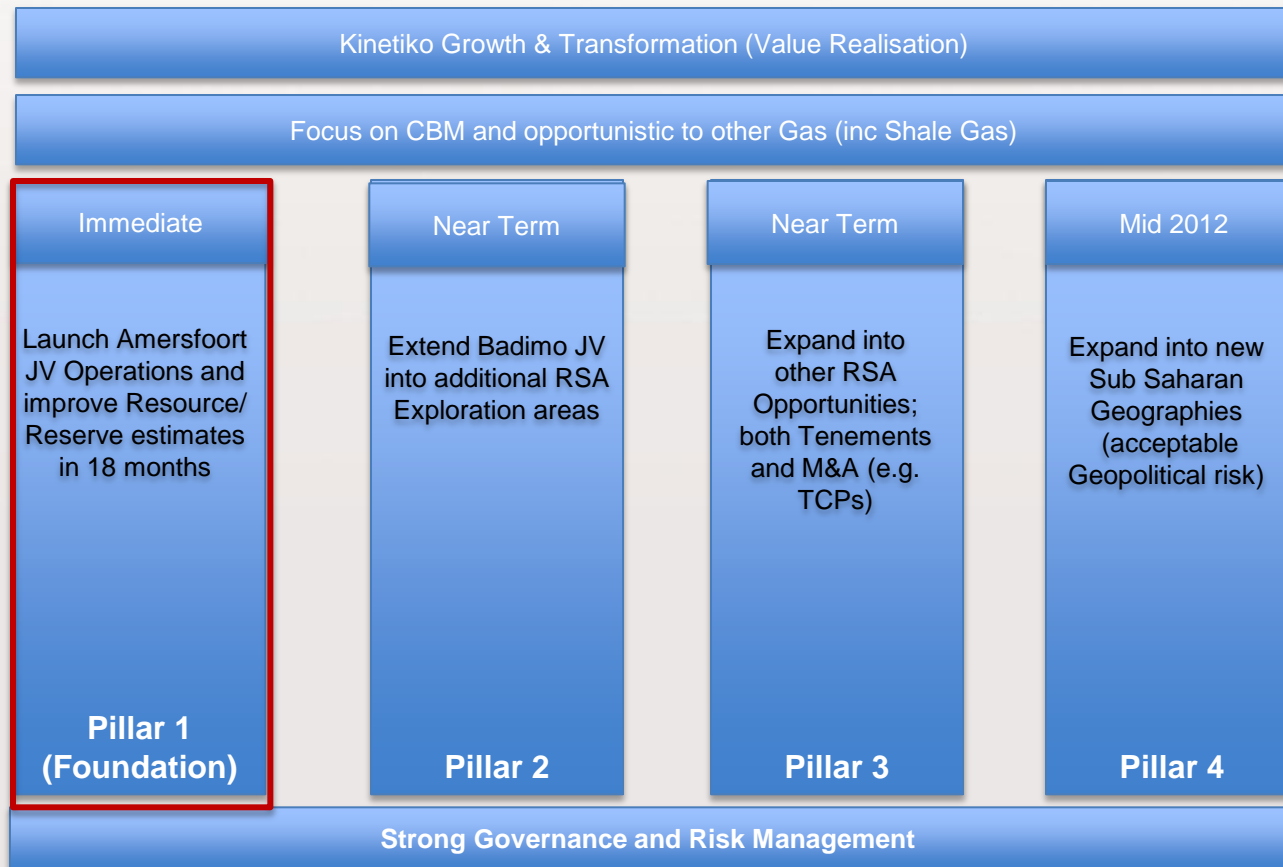 Kinetiko Growth & Transformation (Value Realisation)
Focus on CBM and opportunistic to other Gas (inc Shale Gas)
Immediate
Launch Amersfoort
JV Operations and
improve Resource/
Reserve estimates
in 18 months
Pillar 1
(Foundation)
Near Term
Extend Badimo JV
into additional RSA
Exploration areas
Pillar 2
Near Term
Expand into
other RSA
Opportunities;
both Tenements
and M&A (e.g.
TCPs)
Pillar 3
Mid 2012
Expand into new
Sub Saharan
Geographies
(acceptable
Geopolitical risk)
Pillar 4
Strong Governance and Risk Management